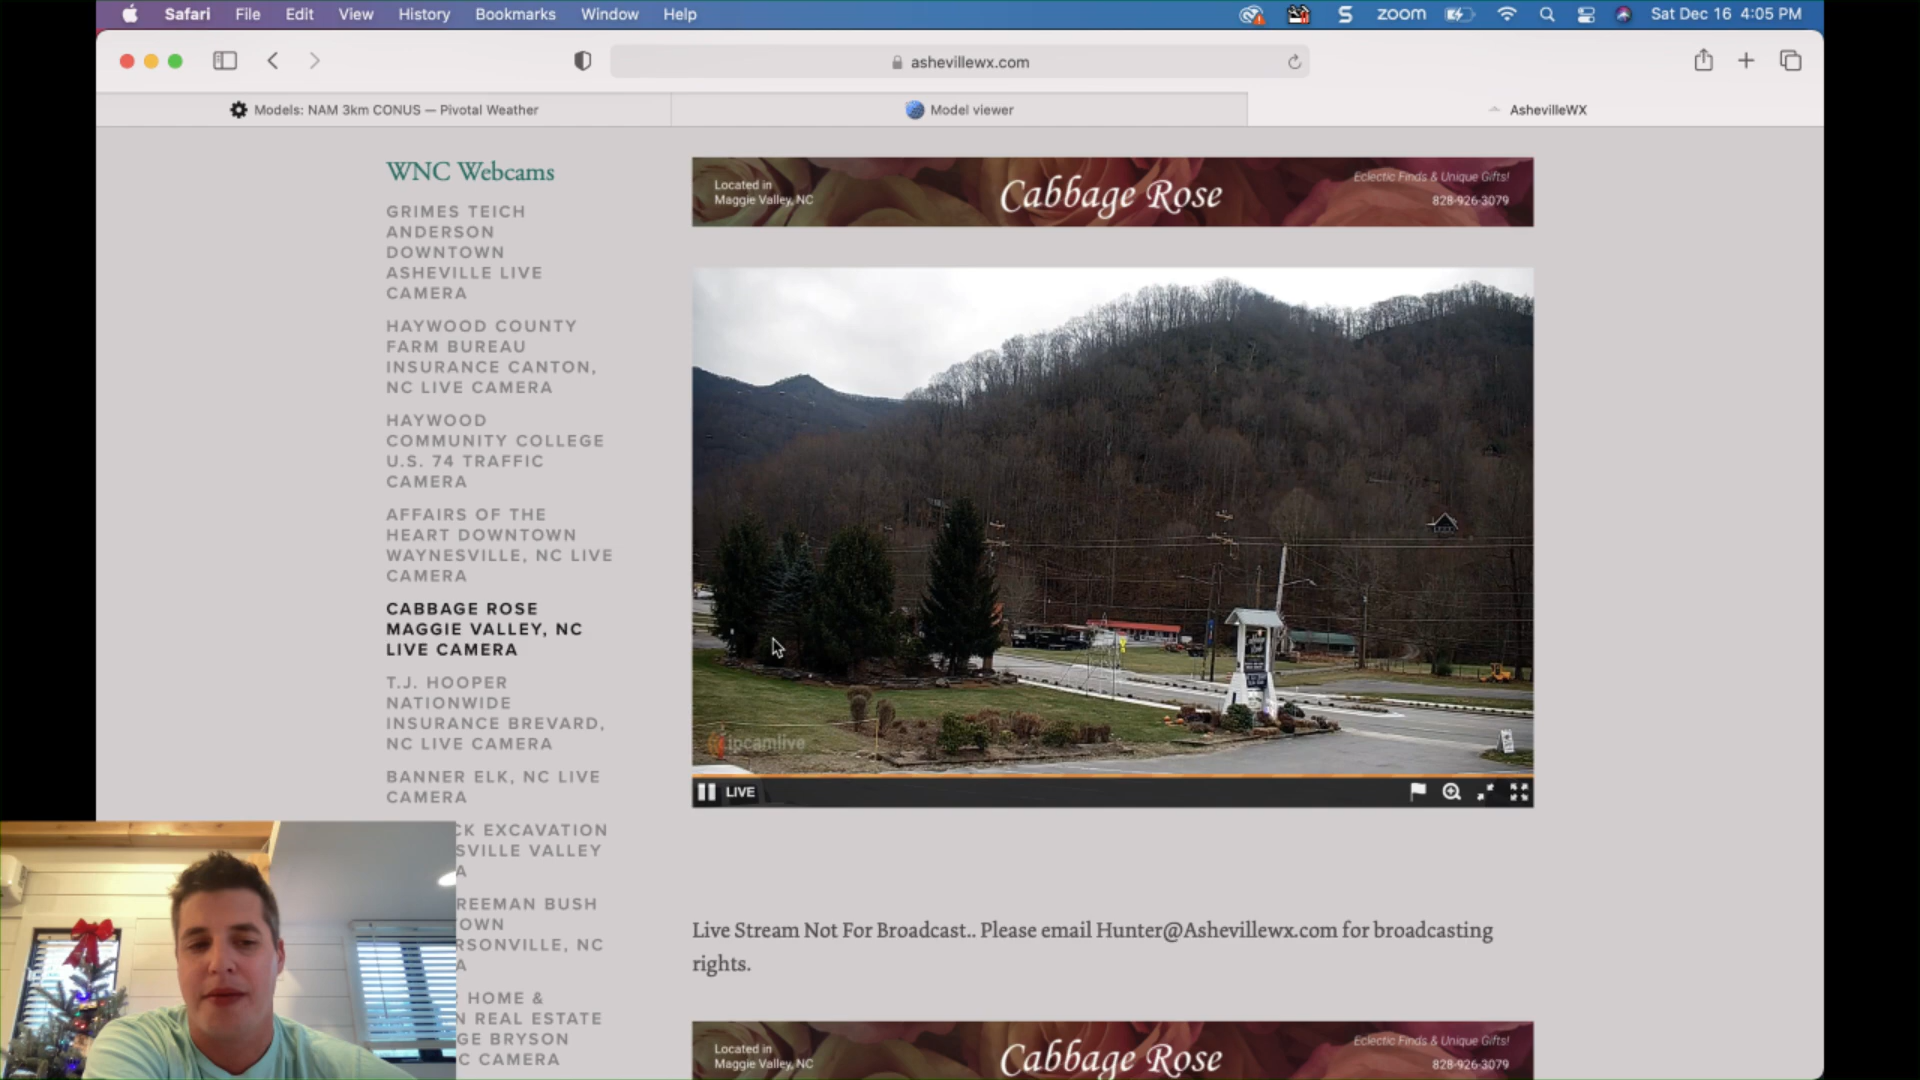 Safari File Edit View History Bookmarks Window Help
zoom Sat Dec 16 4:05 PM
ashevillewx.com
Models: NAM 3km CONUS — Pivotal Weather
Model viewer
AshevilleWX
WNC Webcams
GRIMES TEICH
ANDERSON
DOWNTOWN
ASHEVILLE LIVE
CAMERA
HAYWOOD COUNTY
FARM BUREAU
INSURANCE CANTON,
NC LIVE CAMERA
HAYWOOD
COMMUNITY COLLEGE
U.S. 74 TRAFFIC
CAMERA
AFFAIRS OF THE
HEART DOWNTOWN
WAYNESVILLE, NC LIVE
CAMERA
CABBAGE ROSE
MAGGIE VALLEY, NC
LIVE CAMERA
T.J. HOOPER
NATIONWIDE
INSURANCE BREVARD,
NC LIVE CAMERA
BANNER ELK, NC LIVE
CAMERA
CK EXCAVATION
SVILLE VALLEY
A
REEMAN BUSH
OWN
RSONVILLE, NC
A
HOME &
N REAL ESTATE
GE BRYSON
C CAMERA
Located in
Maggie Valley, NC
Cabbage Rose
Eclectic Finds & Unique Gifts!
828-926-3079
ipcamlive
LIVE
Live Stream Not For Broadcast.. Please email Hunter@Ashevillewx.com for broadcasting
rights.
Located in
Maggie Valley, NC
Cabbage Rose
Eclectic Finds & Unique Gifts!
828-926-3079